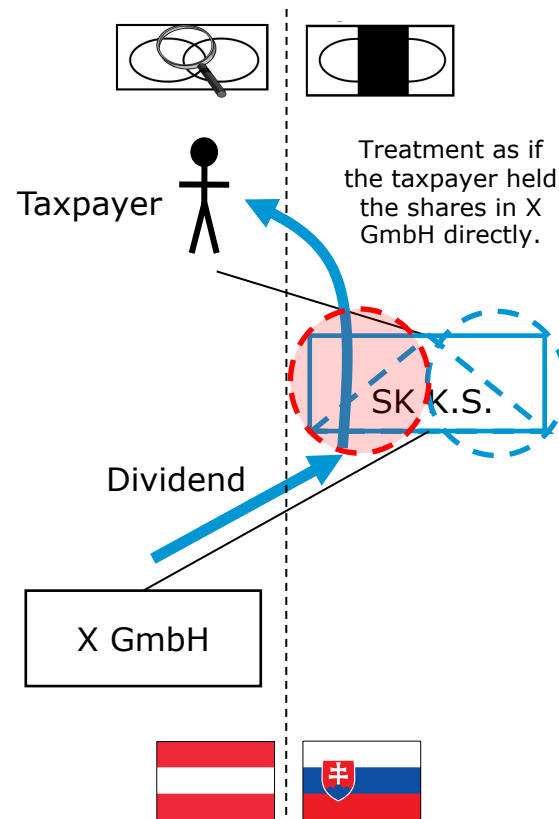 Treatment as if
the taxpayer held
the shares in X
GmbH directly.
Taxpayer
SK K.S.
Dividend
X GmbH